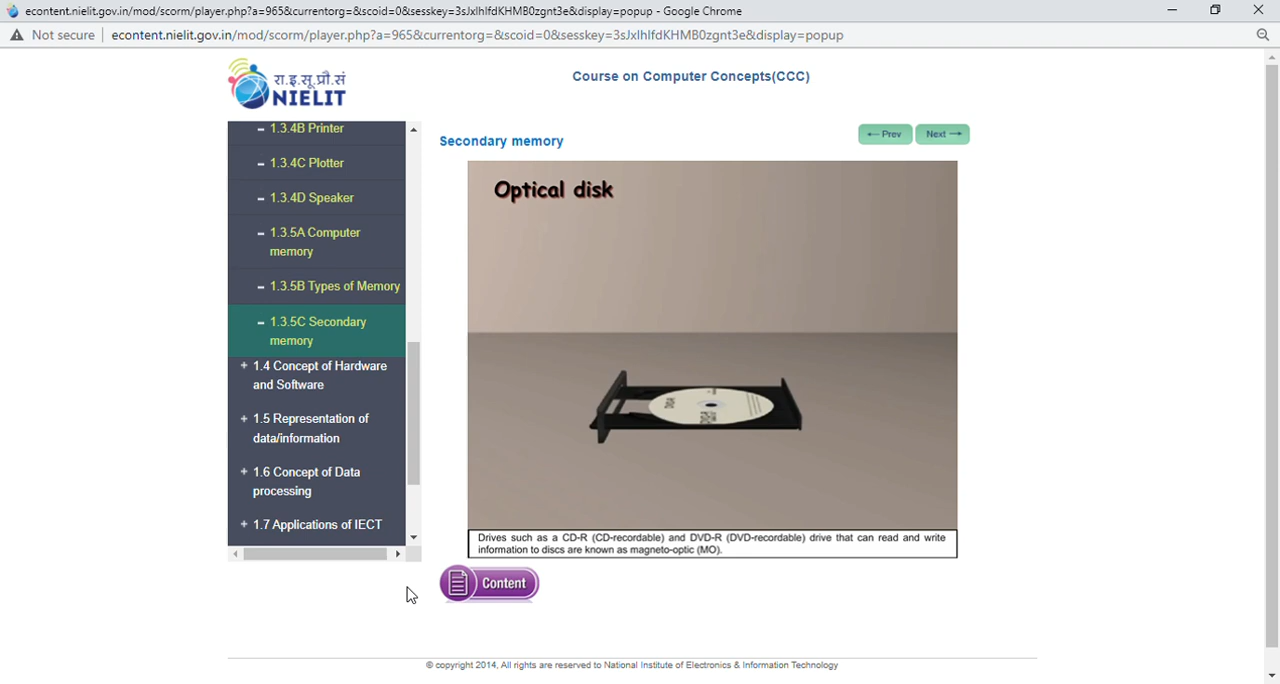 econtent.nielit.gov.in/mod/scorm/player.php?a=965&currentorg=&scoid=0&sesskey=3sJxlhIfdKHMB0zgnt3e&display=popup - Google Chrome
Not secure
econtent.nielit.gov.in/mod/scorm/player.php?a=965&currentorg=&scoid=0&sesskey=3sJxlhIfdKHMB0zgnt3e&display=popup
रा.इ.सू.प्रौ.सं
NIELIT
Course on Computer Concepts(CCC)
1.3.4B Printer
1.3.4C Plotter
1.3.4D Speaker
1.3.5A Computer
memory
1.3.5B Types of Memory
1.3.5C Secondary
memory
+ 1.4 Concept of Hardware
and Software
+ 1.5 Representation of
data/information
+ 1.6 Concept of Data
processing
+ 1.7 Applications of IECT
Secondary memory
← Prev
Next →
Optical disk
Drives such as a CD-R (CD-recordable) and DVD-R (DVD-recordable) drive that can read and write
information to discs are known as magneto-optic (MO).
Content
© copyright 2014, All rights are reserved to National Institute of Electronics & Information Technology